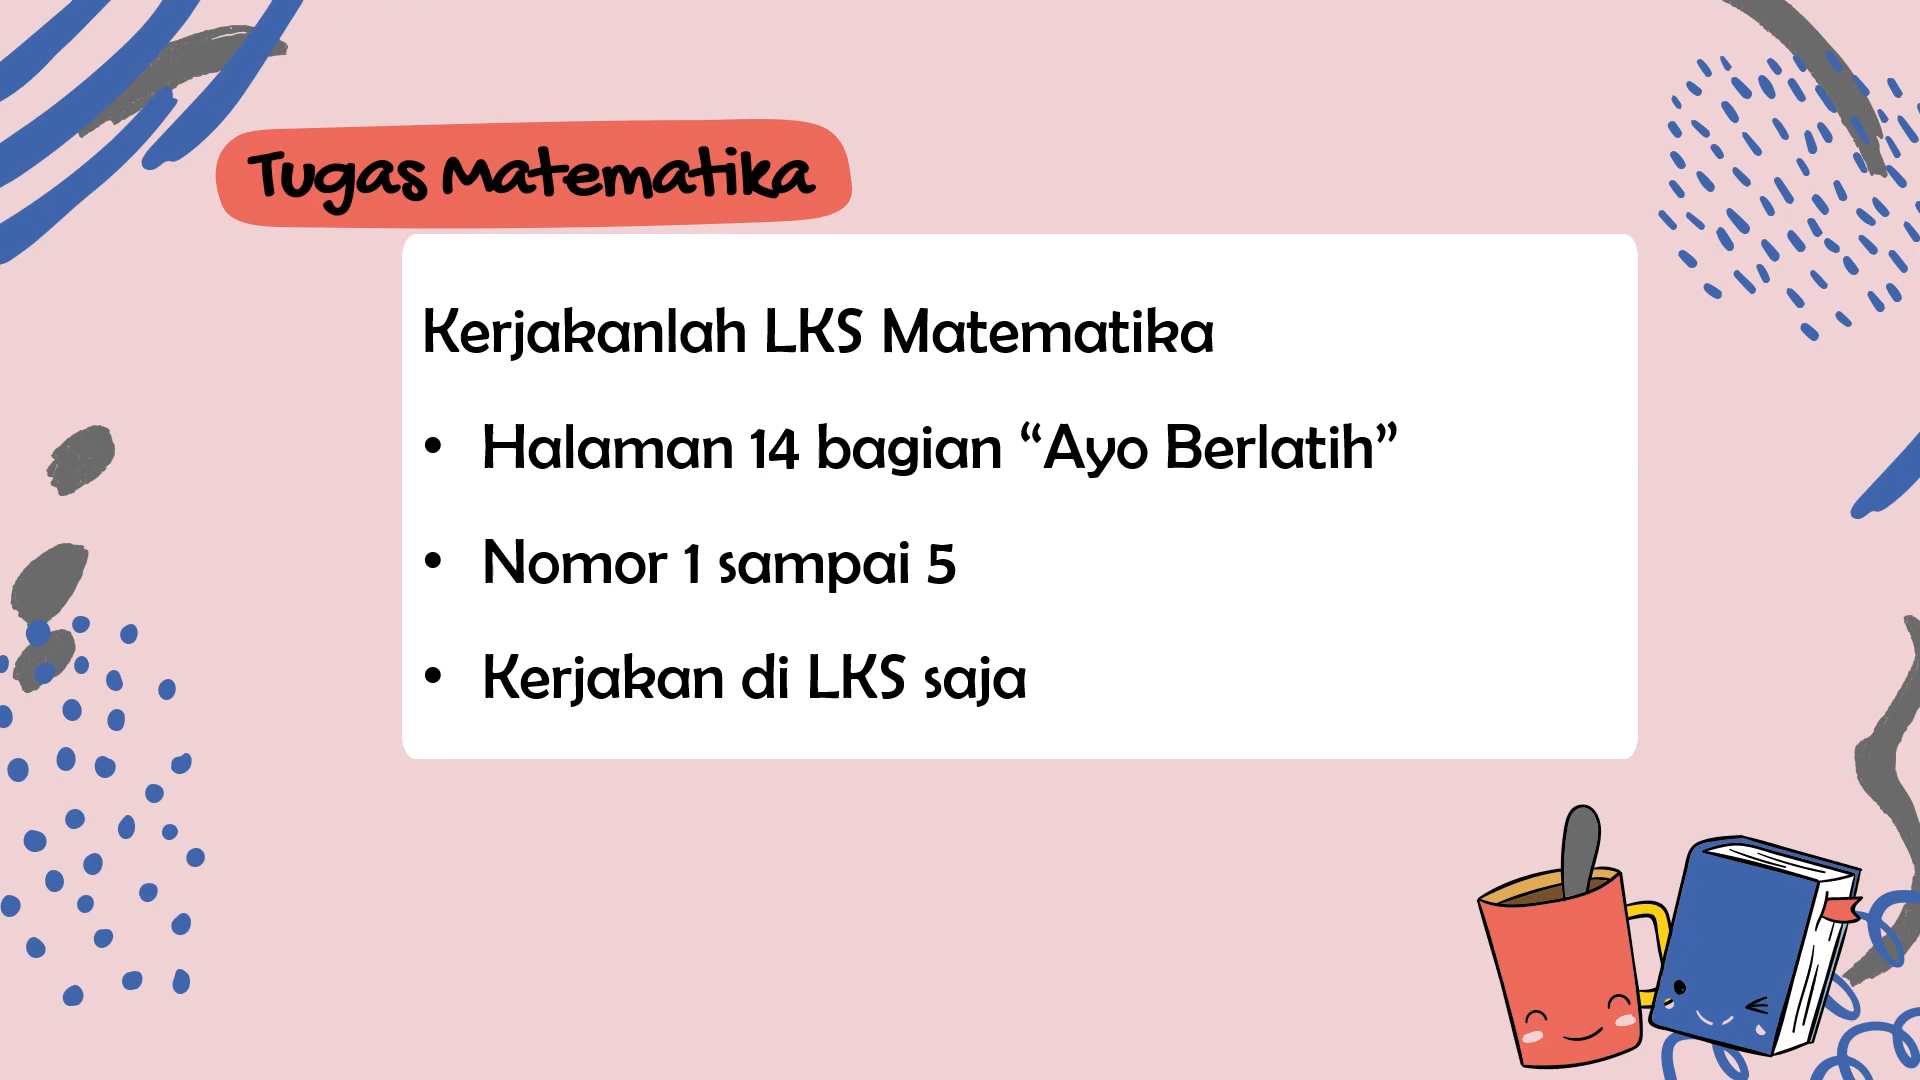 Tugas Matematika
Kerjakanlah LKS Matematika
• Halaman 14 bagian “Ayo Berlatih”
• Nomor 1 sampai 5
• Kerjakan di LKS saja